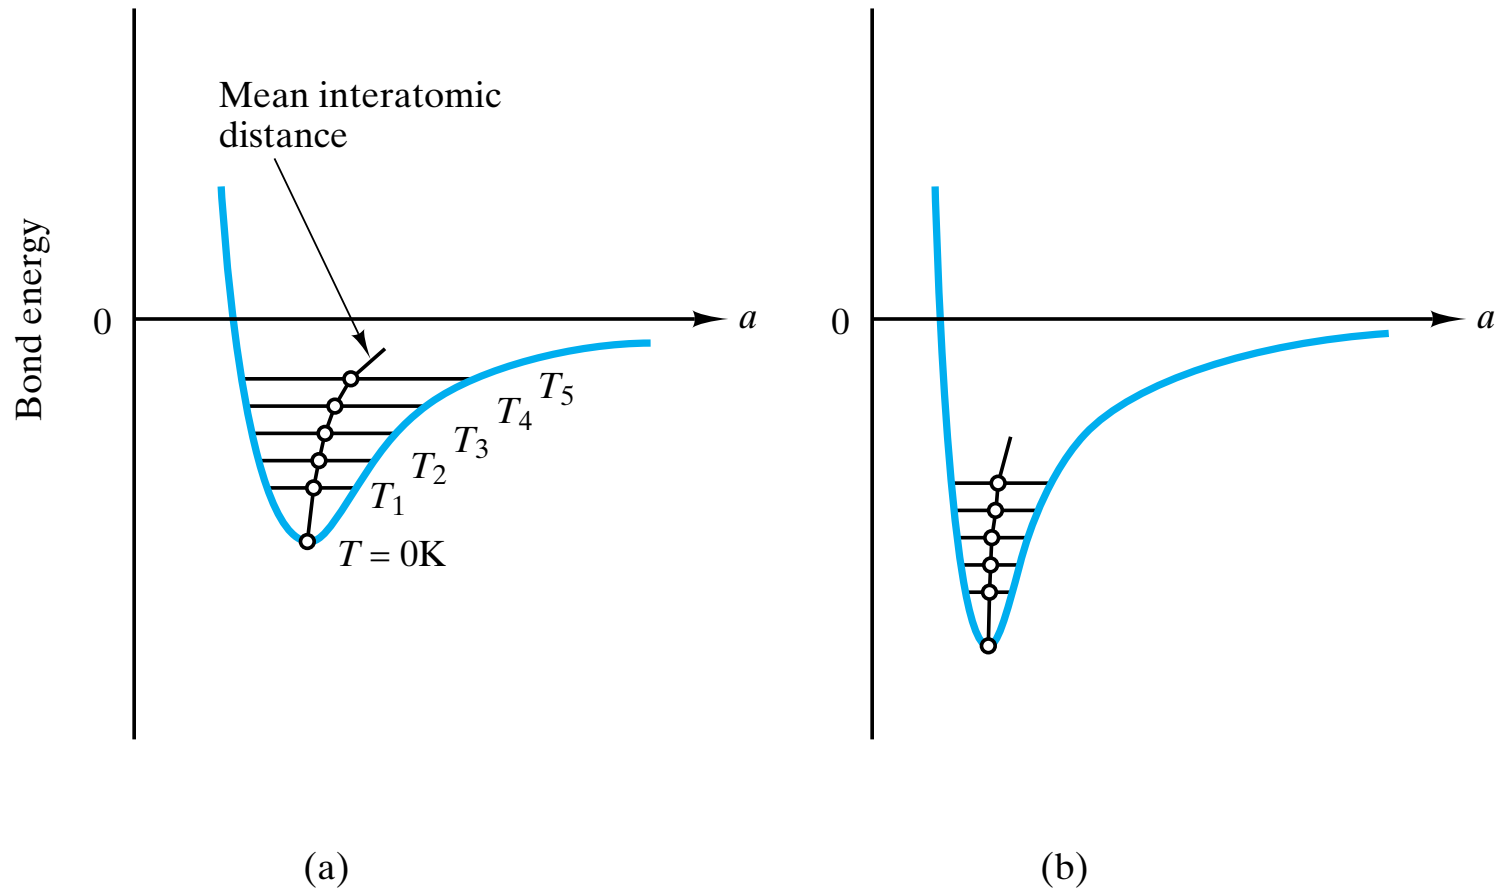 Mean interatomic
distance
Bond energy
0
a
T5
T4
T3
T2
T1
T = 0K
(a)
0
a
(b)